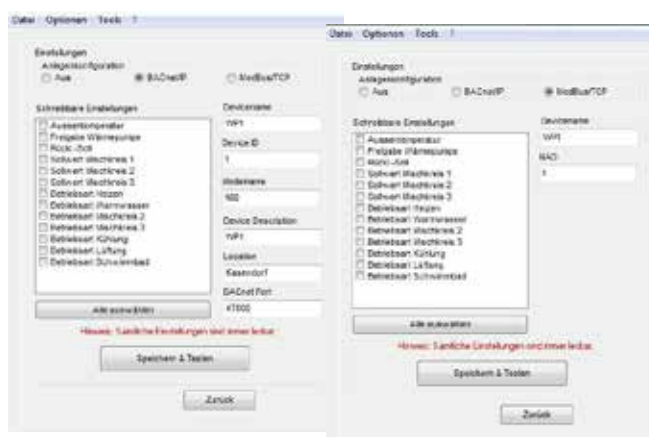 Datei Optionen Tools ?
Einstellungen
Anlagenkonfiguration
Aus BACnet/IP ModBus/TCP
Schreibbare Einstellungen
Aussentemperatur
Freigabe Wärmepumpe
Rückl.-Soll
Sollwert Mischkreis 1
Sollwert Mischkreis 2
Sollwert Mischkreis 3
Betriebsart Heizen
Betriebsart Warmwasser
Betriebsart Mischkreis 2
Betriebsart Mischkreis 3
Betriebsart Kühlung
Betriebsart Lüftung
Betriebsart Schwimmbad
Devicename
WP1
Device ID
1
Device Description
WP1
Location
Kasendorf
BACnet Port
Alle auswählen
Hinweis: Sämtliche Einstellungen sind immer lesbar.
Speichern & Testen
Zurück
Datei Optionen Tools ?
Einstellungen
Anlagenkonfiguration
Aus BACnet/IP ModBus/TCP
Schreibbare Einstellungen
Aussentemperatur
Freigabe Wärmepumpe
Rückl.-Soll
Sollwert Mischkreis 1
Sollwert Mischkreis 2
Sollwert Mischkreis 3
Betriebsart Heizen
Betriebsart Warmwasser
Betriebsart Mischkreis 2
Betriebsart Mischkreis 3
Betriebsart Kühlung
Betriebsart Lüftung
Betriebsart Schwimmbad
Devicename
WP1
1
Alle auswählen
Hinweis: Sämtliche Einstellungen sind immer lesbar.
Speichern & Testen
Zurück